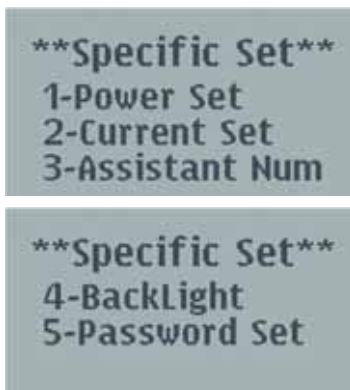 **Specific Set**
1-Power Set
2-Current Set
3-Assistant Num
**Specific Set**
4-BackLight
5-Password Set